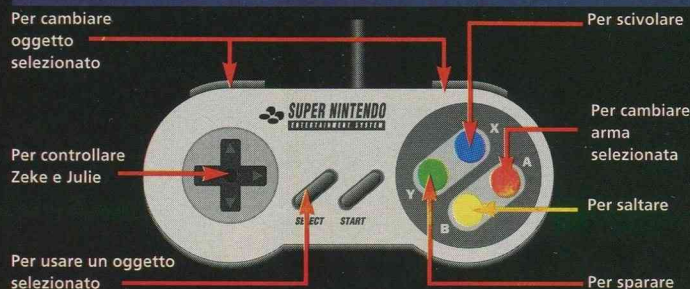 Per cambiare
oggetto
selezionato
Per scivolare
SUPER NINTENDO
ENTERTAINMENT SYSTEM
X
Per cambiare
arma
selezionata
A
Per controllare
Zeke e Julie
Y
Per saltare
SELECT
START
B
Per usare un oggetto
selezionato
Per sparare